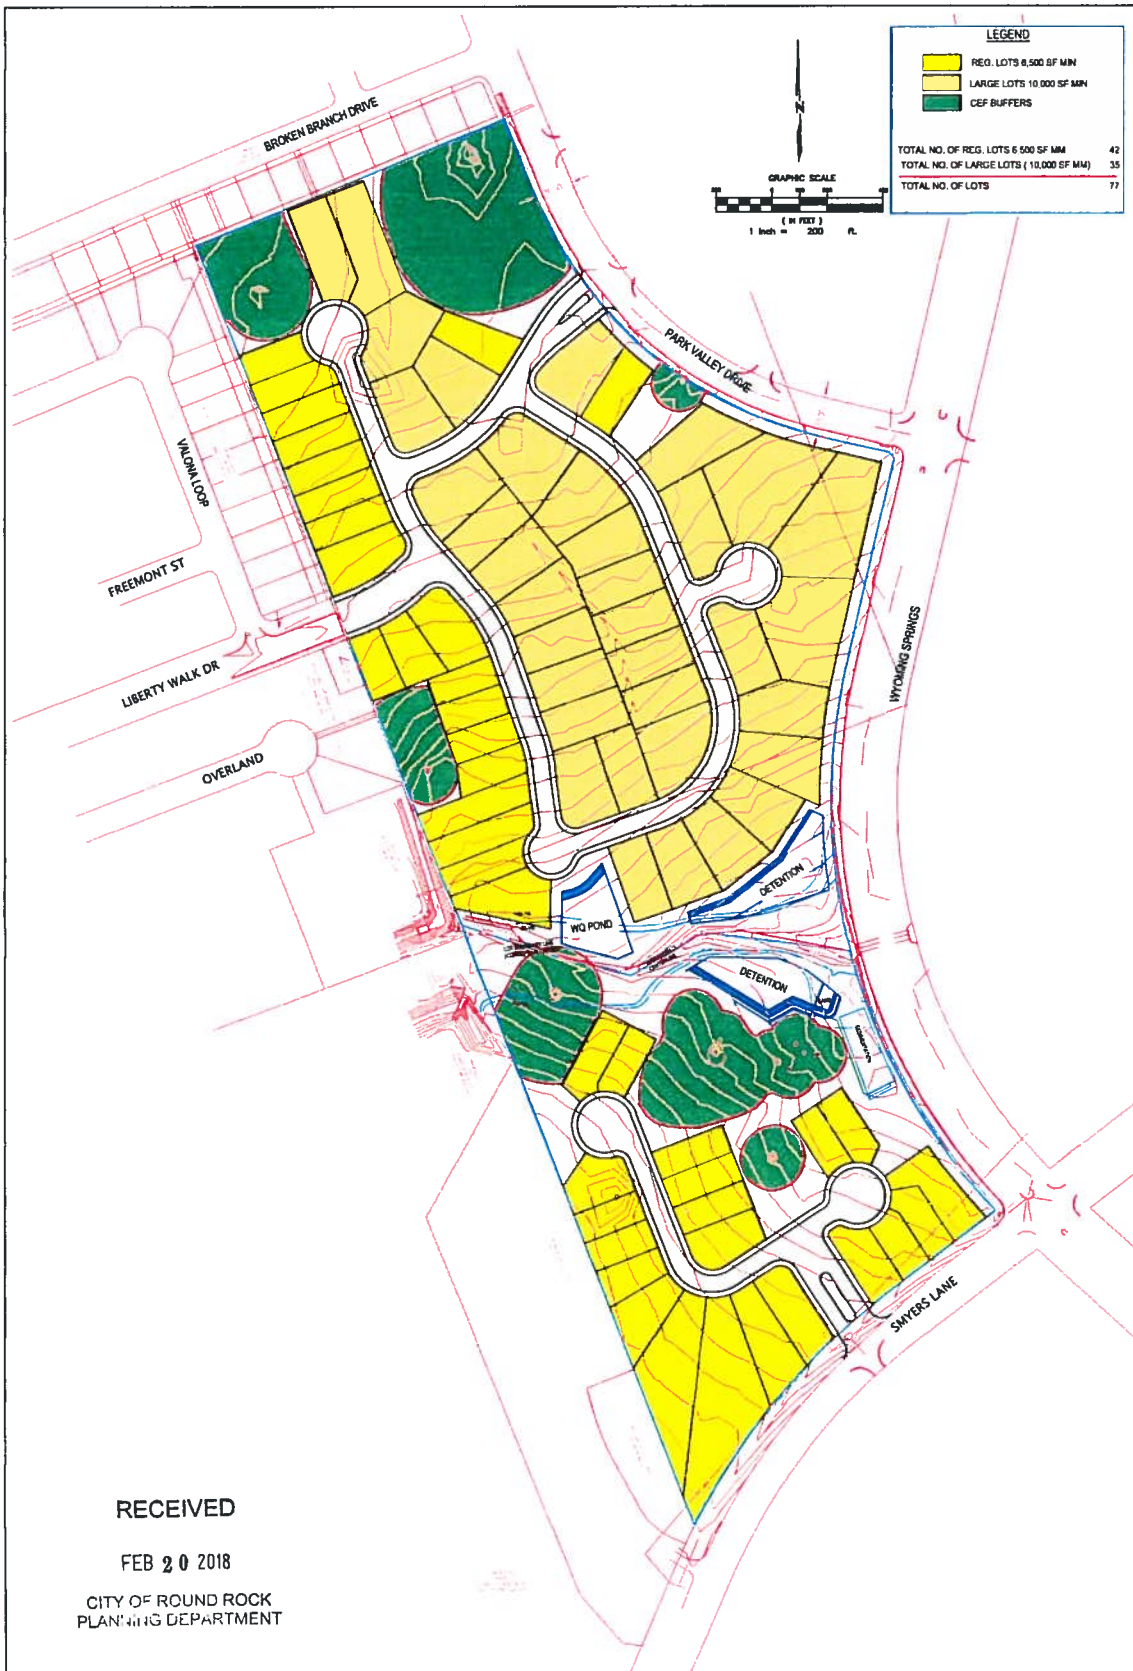 LEGEND
REG. LOTS 6,500 SF MIN
LARGE LOTS 10,000 SF MIN
CEF BUFFERS
TOTAL NO. OF REG. LOTS 6 500 SF MM 42
TOTAL NO. OF LARGE LOTS ( 10,000 SF MM) 35
TOTAL NO. OF LOTS 77
N
GRAPHIC SCALE
( IN FEET )
1 inch = 200 ft.
BROKEN BRANCH DRIVE
PARK VALLEY DRIVE
VALONA LOOP
FREEMONT ST
LIBERTY WALK DR
WYOMING SPRINGS
OVERLAND
DETENTION
WQ POND
DETENTION
SMYERS LANE
RECEIVED
FEB 20 2018
CITY OF ROUND ROCK
PLANNING DEPARTMENT